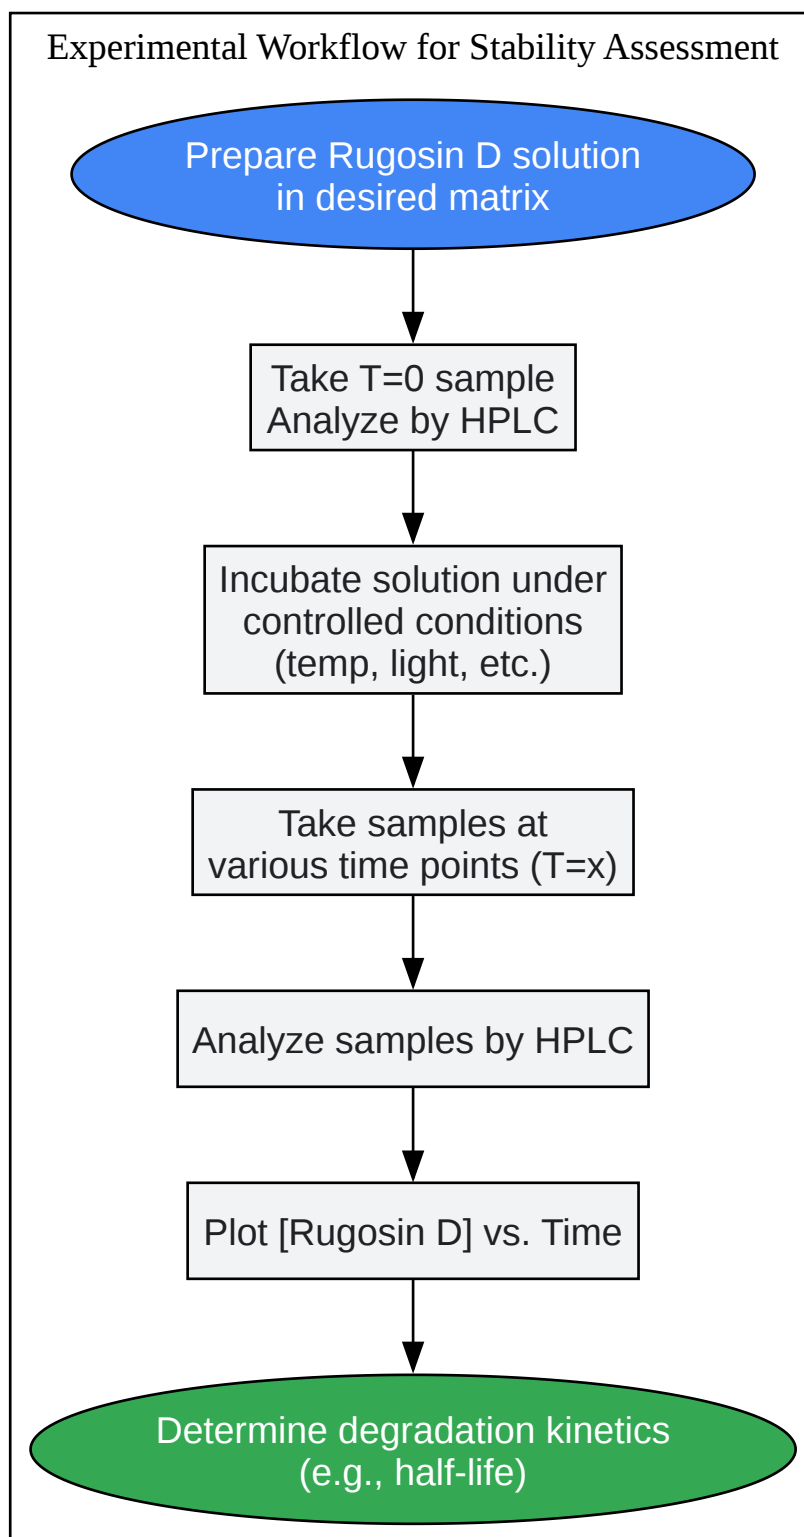 Experimental Workflow for Stability Assessment
Prepare Rugosin D solution
in desired matrix
Take T=0 sample
Analyze by HPLC
Incubate solution under
controlled conditions
(temp, light, etc.)
Take samples at
various time points (T=x)
Analyze samples by HPLC
Plot [Rugosin D] vs. Time
Determine degradation kinetics
(e.g., half-life)